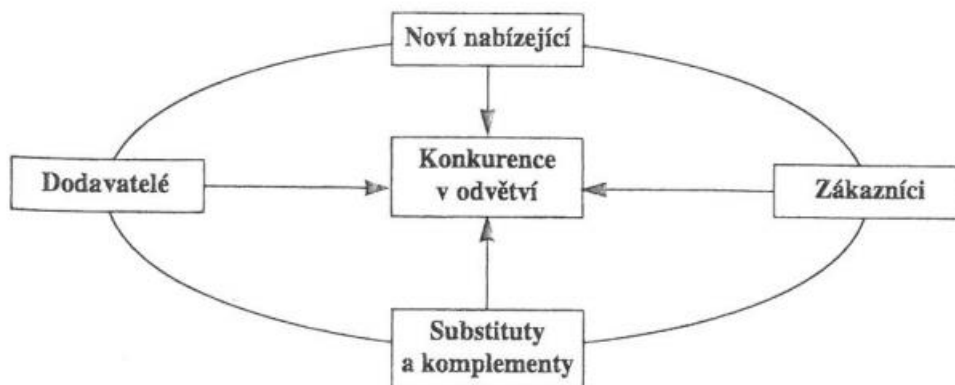 Noví nabízející
Konkurence
v odvětví
Dodavatelé
Zákazníci
Substituty
a komplementy